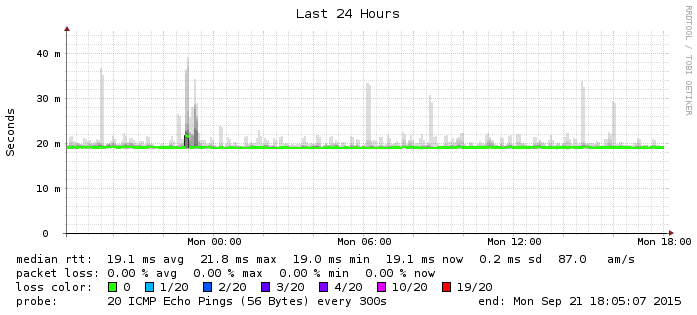 Last 24 Hours
RRDTOOL / TOBI OETIKER
Seconds
40 m
30 m
20 m
10 m
0
Mon 00:00 Mon 06:00 Mon 12:00 Mon 18:00
median rtt: 19.1 ms avg 21.8 ms max 19.0 ms min 19.1 ms now 0.2 ms sd 87.0 am/s
packet loss: 0.00 % avg 0.00 % max 0.00 % min 0.00 % now
loss color: 0 1/20 2/20 3/20 4/20 10/20 19/20
probe: 20 ICMP Echo Pings (56 Bytes) every 300s end: Mon Sep 21 18:05:07 2015